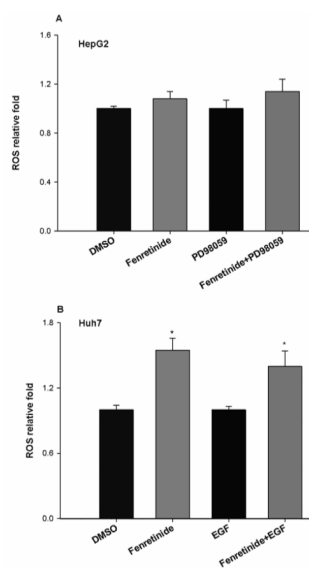 A
HepG2
ROS relative fold
1.6
1.2
0.8
0.4
0.0
DMSO
Fenretinide
PD98059
Fenretinide+PD98059
B
Huh7
ROS relative fold
1.8
*
*
1.2
0.6
0.0
DMSO
Fenretinide
EGF
Fenretinide+EGF